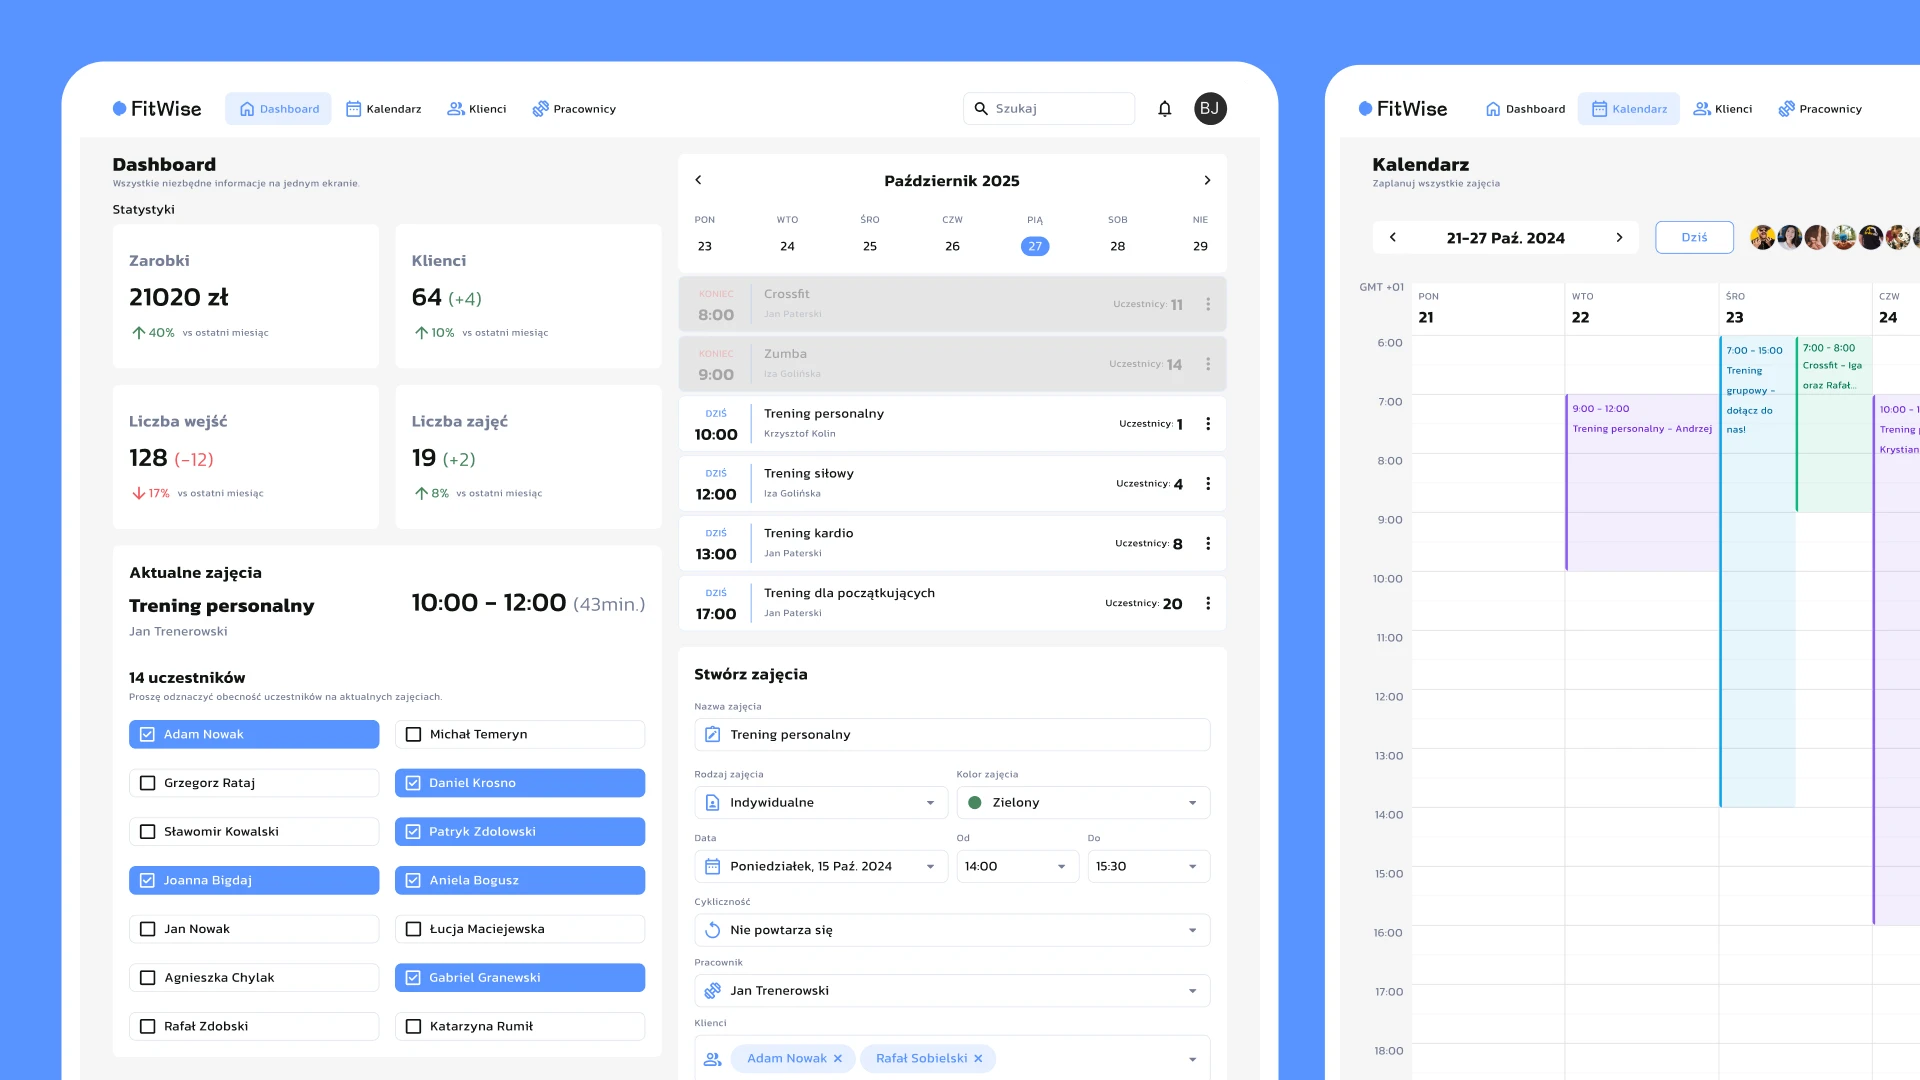 FitWise
Dashboard
Kalendarz
Klienci
Pracownicy
Szukaj
BJ
Dashboard
Wszystkie niezbędne informacje na jednym ekranie.
Statystyki
Zarobki
21020 zł
40% vs ostatni miesiąc
Klienci
64 (+4)
10% vs ostatni miesiąc
Liczba wejść
128 (-12)
17% vs ostatni miesiąc
Liczba zajęć
19 (+2)
8% vs ostatni miesiąc
Aktualne zajęcia
Trening personalny
10:00 - 12:00 (43min.)
Jan Trenerowski
14 uczestników
Proszę odznaczyć obecność uczestników na aktualnych zajęciach.
Adam Nowak
Michał Temeryn
Grzegorz Rataj
Daniel Krosno
Sławomir Kowalski
Patryk Zdolowski
Joanna Bigdaj
Aniela Bogusz
Jan Nowak
Łucja Maciejewska
Agnieszka Chylak
Gabriel Granewski
Rafał Zdobski
Katarzyna Rumił
Październik 2025
PON WTO ŚRO CZW PIĄ SOB NIE
23 24 25 26 27 28 29
KONIEC
8:00
Crossfit
Jan Paterski
Uczestnicy: 11
KONIEC
9:00
Zumba
Iza Golińska
Uczestnicy: 14
DZIŚ
10:00
Trening personalny
Krzysztof Kolin
Uczestnicy: 1
DZIŚ
12:00
Trening siłowy
Iza Golińska
Uczestnicy: 4
DZIŚ
13:00
Trening kardio
Jan Paterski
Uczestnicy: 8
DZIŚ
17:00
Trening dla początkujących
Jan Paterski
Uczestnicy: 20
Stwórz zajęcia
Nazwa zajęcia
Trening personalny
Rodzaj zajęcia
Indywidualne
Kolor zajęcia
Zielony
Data
Poniedziałek, 15 Paź. 2024
Od
14:00
Do
15:30
Cykliczność
Nie powtarza się
Pracownik
Jan Trenerowski
Klienci
Adam Nowak
Rafał Sobielski
FitWise
Dashboard
Kalendarz
Klienci
Pracownicy
Kalendarz
Zaplanuj wszystkie zajęcia
21-27 Paź. 2024
Dziś
GMT +01
PON
21
WTO
22
ŚRO
23
CZW
24
6:00
7:00
8:00
9:00
10:00
11:00
12:00
13:00
14:00
15:00
16:00
17:00
18:00
9:00 - 12:00
Trening personalny - Andrzej
7:00 - 15:00
Trening
grupowy -
dołącz do
nas!
7:00 - 8:00
Crossfit - Iga
oraz Rafał...
10:00 - 1
Trening
Krystian